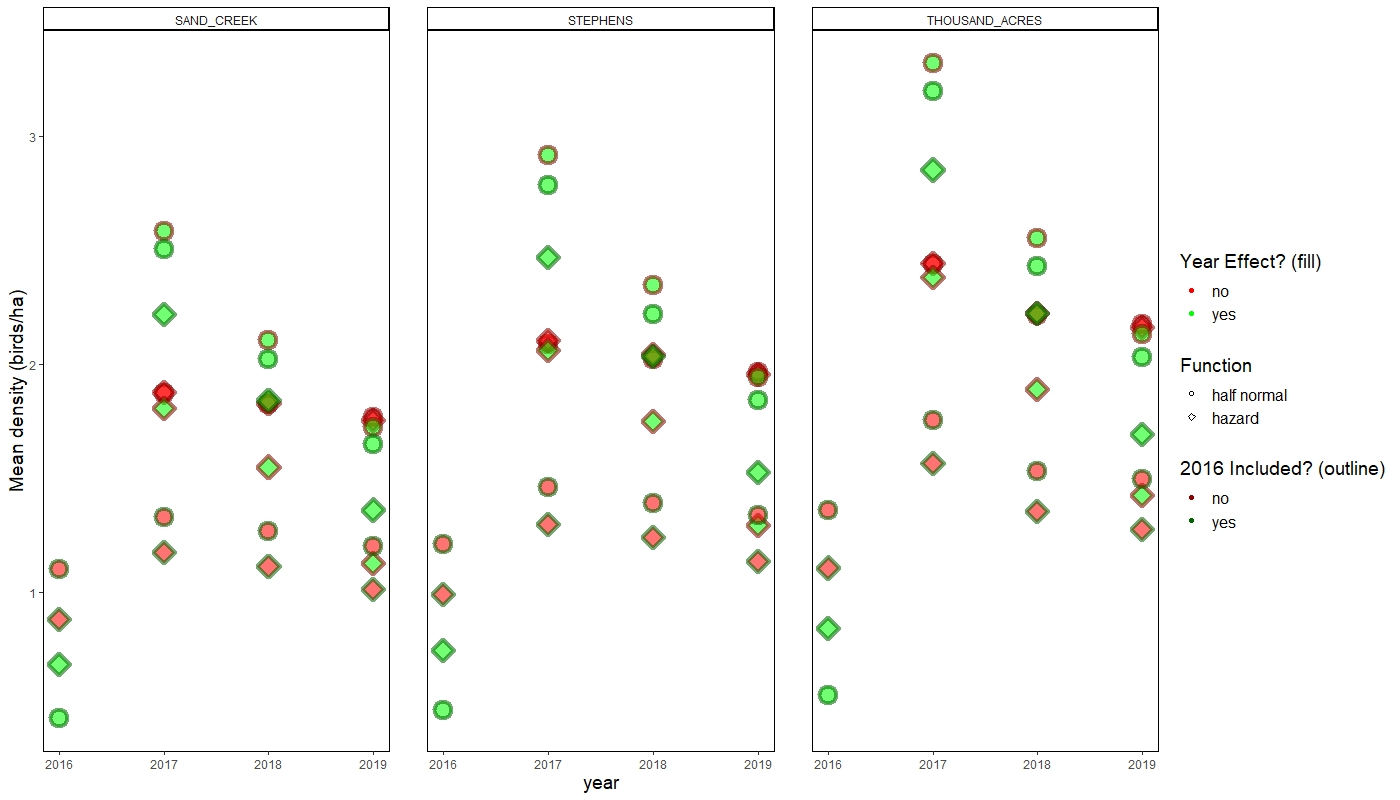 SAND_CREEK
STEPHENS
THOUSAND_ACRES
Mean density (birds/ha)
3
2
1
2016 2017 2018 2019
2016 2017 2018 2019
2016 2017 2018 2019
year
Year Effect? (fill)
no
yes
Function
half normal
hazard
2016 Included? (outline)
no
yes